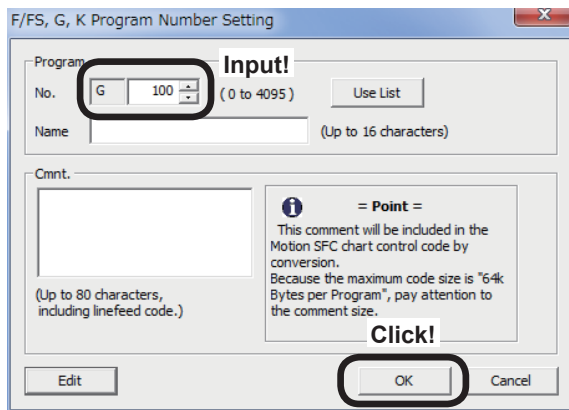 F/FS, G, K Program Number Setting
Program
Input!
No. G 100 ( 0 to 4095 ) Use List
Name (Up to 16 characters)
Cmnt.
= Point =
This comment will be included in the
Motion SFC chart control code by
conversion.
Because the maximum code size is "64k
Bytes per Program", pay attention to
the comment size.
(Up to 80 characters,
including linefeed code.)
Click!
Edit OK Cancel